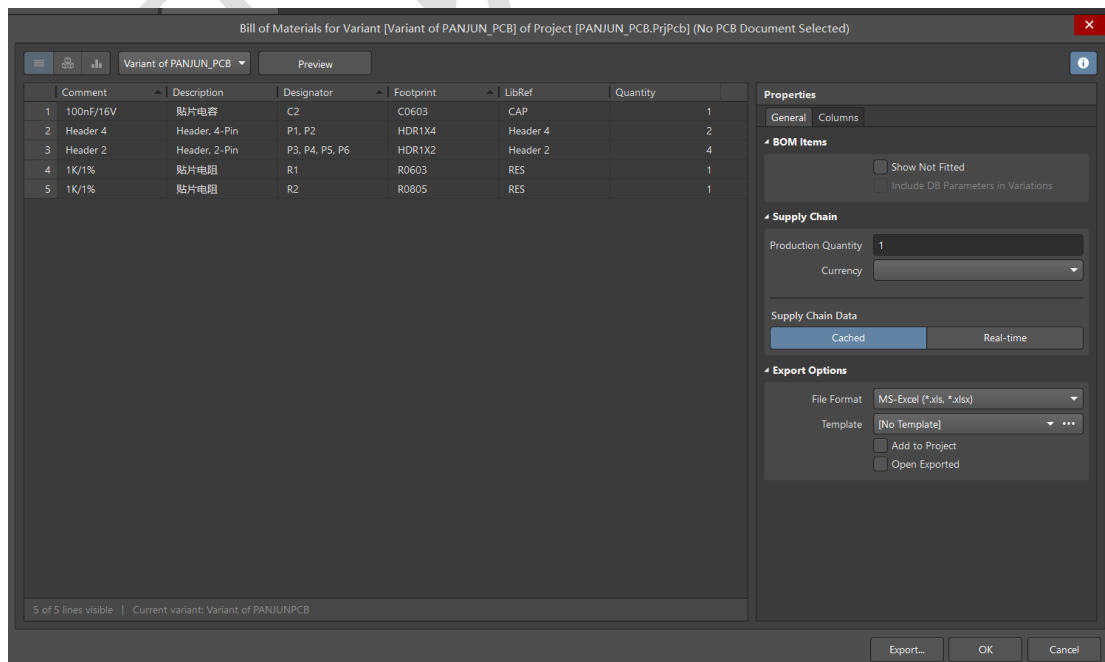 Bill of Materials for Variant [Variant of PANJUN_PCB] of Project [PANJUN_PCB.PrjPcb] (No PCB Document Selected)
Variant of PANJUN_PCB Preview
Comment Description Designator Footprint LibRef Quantity
1 100nF/16V 贴片电容 C2 C0603 CAP 1
2 Header 4 Header, 4-Pin P1, P2 HDR1X4 Header 4 2
3 Header 2 Header, 2-Pin P3, P4, P5, P6 HDR1X2 Header 2 4
4 1K/1% 贴片电阻 R1 R0603 RES 1
5 1K/1% 贴片电阻 R2 R0805 RES 1
5 of 5 lines visible | Current variant: Variant of PANJUNPCB
Properties
General Columns
BOM Items
Show Not Fitted
Include DB Parameters in Variations
Supply Chain
Production Quantity 1
Currency
Supply Chain Data
Cached Real-time
Export Options
File Format MS-Excel (*.xls, *.xlsx)
Template [No Template]
Add to Project
Open Exported
Export... OK Cancel